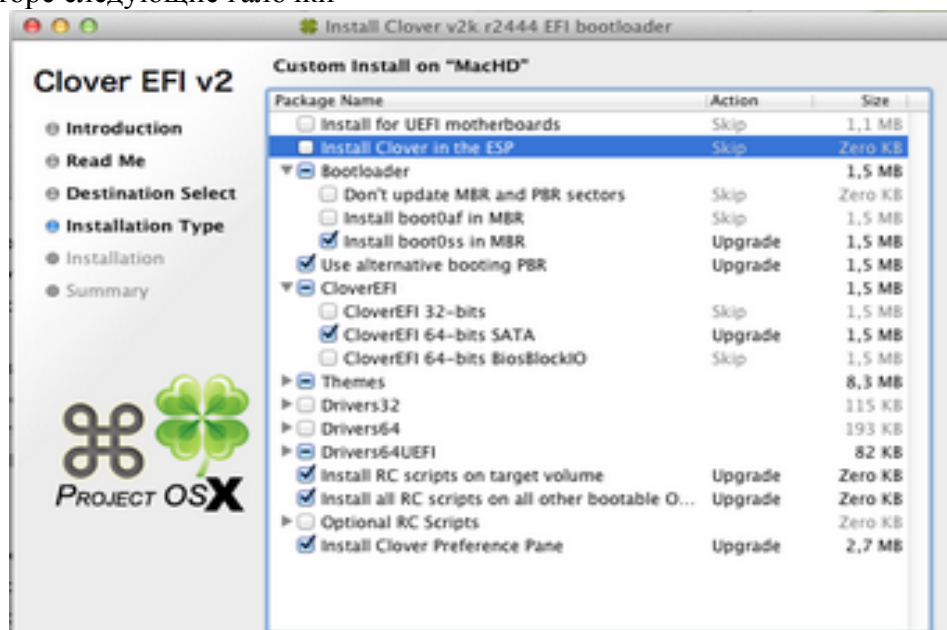 следующие галочки
Install Clover v2k r2444 EFI bootloader
Clover EFI v2
Introduction
Read Me
Destination Select
Installation Type
Installation
Summary
PROJECT OSX
Custom Install on "MacHD"
Package Name Action Size
Install for UEFI motherboards Skip 1,1 MB
Install Clover in the ESP Skip Zero KB
Bootloader 1,5 MB
Don't update MBR and PBR sectors Skip Zero KB
Install boot0af in MBR Skip 1,5 MB
Install boot0ss in MBR Upgrade 1,5 MB
Use alternative booting PBR Upgrade 1,5 MB
CloverEFI 1,5 MB
CloverEFI 32-bits Skip 1,5 MB
CloverEFI 64-bits SATA Upgrade 1,5 MB
CloverEFI 64-bits BiosBlockIO Skip 1,5 MB
Themes 8,3 MB
Drivers32 115 KB
Drivers64 193 KB
Drivers64UEFI 82 KB
Install RC scripts on target volume Upgrade Zero KB
Install all RC scripts on all other bootable O... Upgrade Zero KB
Optional RC Scripts Zero KB
Install Clover Preference Pane Upgrade 2,7 MB